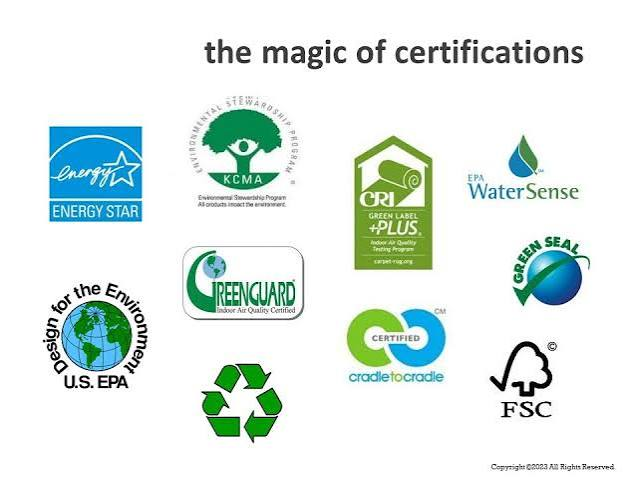 the magic of certifications
energy
ENERGY STAR
ENVIRONMENTAL STEWARDSHIP PROGRAM
KCMA
Environmental Stewardship Program
All products impact the environment.
CRI
GREEN LABEL
+PLUS
Indoor Air Quality
Testing Program
carpet-rug.org
EPA
WaterSense
TM
GREENGUARD
Indoor Air Quality Certified
GREEN SEAL
Design for the Environment
U.S. EPA
CM
CERTIFIED
cradletocradle
©
FSC
Copyright ©2023 All Rights Reserved.